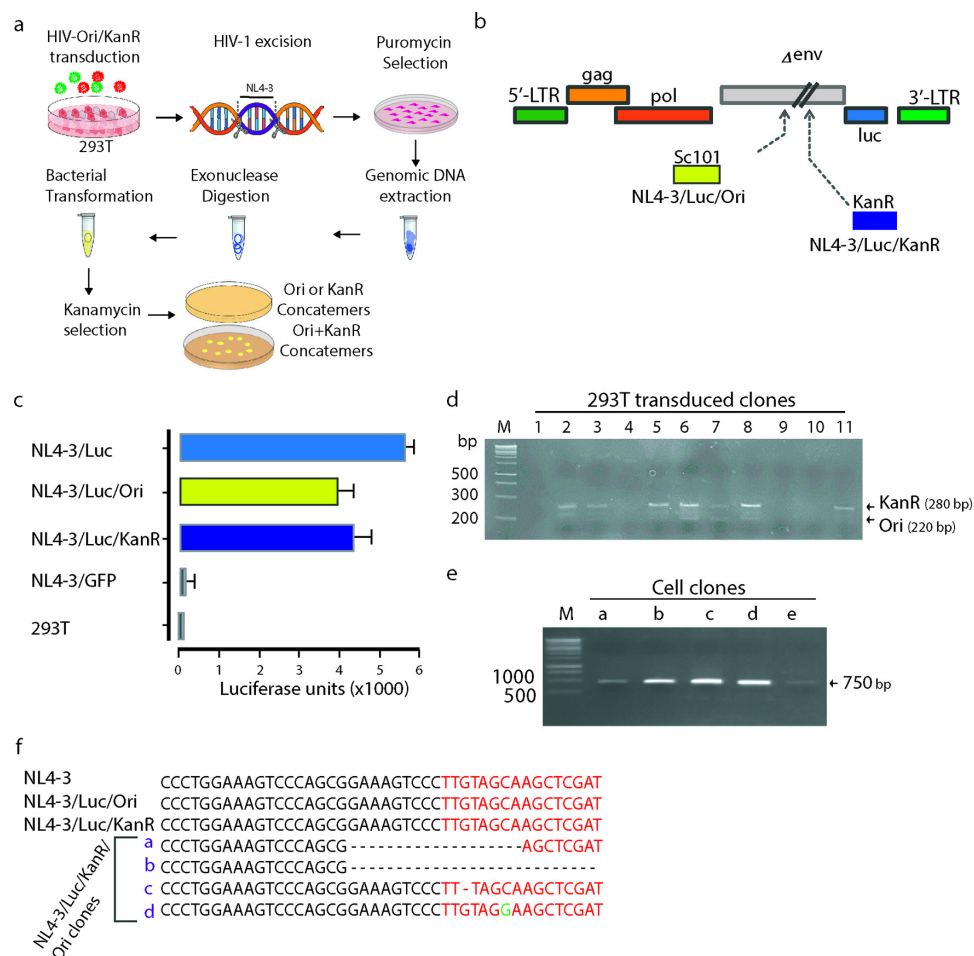 a
HIV-Ori/KanR
transduction
HIV-1 excision
Puromycin
Selection
NL4-3
293T
Bacterial
Transformation
Exonuclease
Digestion
Genomic DNA
extraction
Kanamycin
selection
Ori or KanR
Concatemers
Ori+KanR
Concatemers
b
Δenv
gag
5'-LTR
pol
3'-LTR
luc
Sc101
NL4-3/Luc/Ori
KanR
NL4-3/Luc/KanR
c
NL4-3/Luc
NL4-3/Luc/Ori
NL4-3/Luc/KanR
NL4-3/GFP
293T
0 1 2 3 4 5 6
Luciferase units (x1000)
d
293T transduced clones
M 1 2 3 4 5 6 7 8 9 10 11
bp
500
300
200
KanR (280 bp)
Ori (220 bp)
e
Cell clones
M a b c d e
1000
500
750 bp
f
NL4-3 CCCTGGAAAGTCCCAGCGGAAAGTCCCTTGTAGCAAGCTCGAT
NL4-3/Luc/Ori CCCTGGAAAGTCCCAGCGGAAAGTCCCTTGTAGCAAGCTCGAT
NL4-3/Luc/KanR CCCTGGAAAGTCCCAGCGGAAAGTCCCTTGTAGCAAGCTCGAT
NL4-3/Luc/KanR/
Ori clones
a CCCTGGAAAGTCCCAGCG-----------------AGCTCGAT
b CCCTGGAAAGTCCCAGCG-------------------------
c CCCTGGAAAGTCCCAGCGGAAAGTCCCTT-TAGCAAGCTCGAT
d CCCTGGAAAGTCCCAGCGGAAAGTCCCTTGTAGGAAGCTCGAT